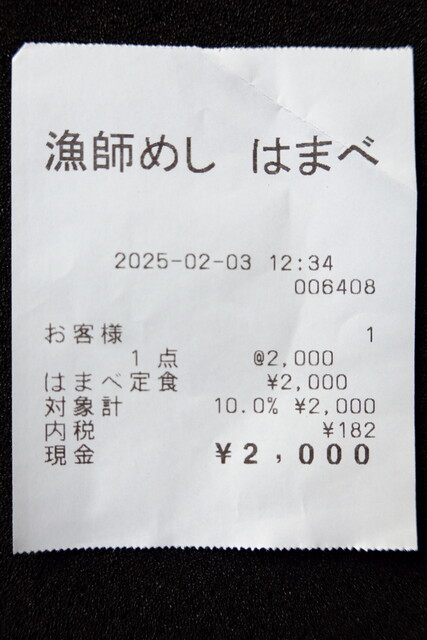 漁師めし はまべ
2025-02-03 12:34
006408
お客様 1
1点 @2,000
はまべ定食 ¥2,000
対象計 10.0% ¥2,000
内税 ¥182
現金 ¥2,000